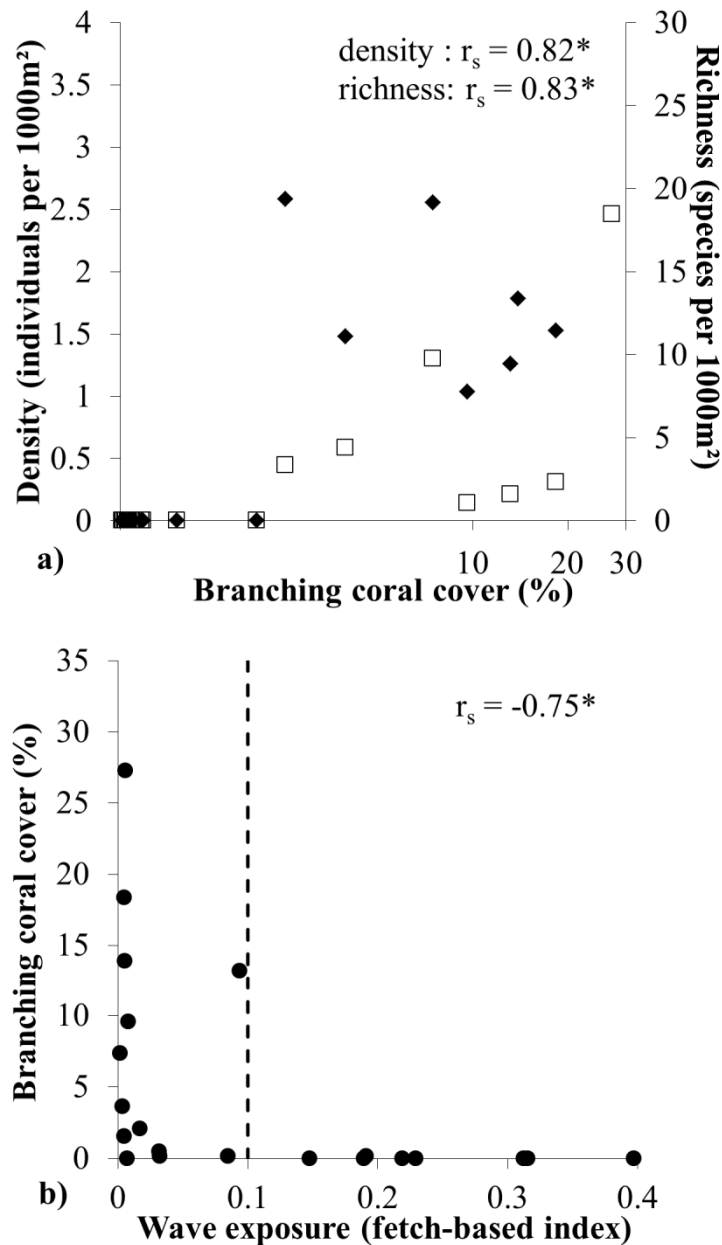 density : rs = 0.82*
richness: rs = 0.83*
4
3.5
3
2.5
2
1.5
1
0.5
0
Density (individuals per 1000m²)
30
25
20
15
10
5
0
Richness (species per 1000m²)
10 20 30
a)
Branching coral cover (%)
rs = -0.75*
35
30
25
20
15
10
5
0
Branching coral cover (%)
b)
0 0.1 0.2 0.3 0.4
Wave exposure (fetch-based index)